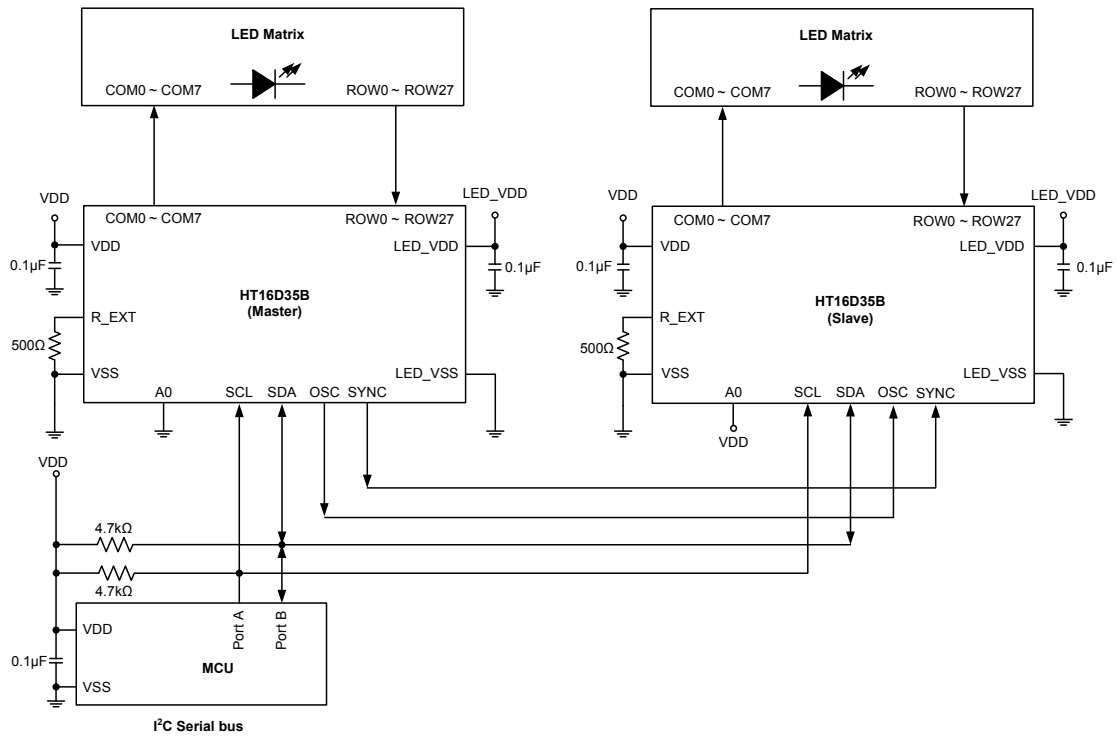 LED Matrix
COM0 ~ COM7
ROW0 ~ ROW27
LED Matrix
COM0 ~ COM7
ROW0 ~ ROW27
VDD
LED_VDD
COM0 ~ COM7
ROW0 ~ ROW27
VDD
LED_VDD
0.1µF
0.1µF
HT16D35B
(Master)
R_EXT
500Ω
VSS
LED_VSS
A0
SCL
SDA
OSC
SYNC
VDD
LED_VDD
COM0 ~ COM7
ROW0 ~ ROW27
VDD
LED_VDD
0.1µF
0.1µF
HT16D35B
(Slave)
R_EXT
500Ω
VSS
LED_VSS
A0
SCL
SDA
OSC
SYNC
VDD
VDD
4.7kΩ
4.7kΩ
Port A
Port B
VDD
0.1µF
MCU
VSS
I²C Serial bus